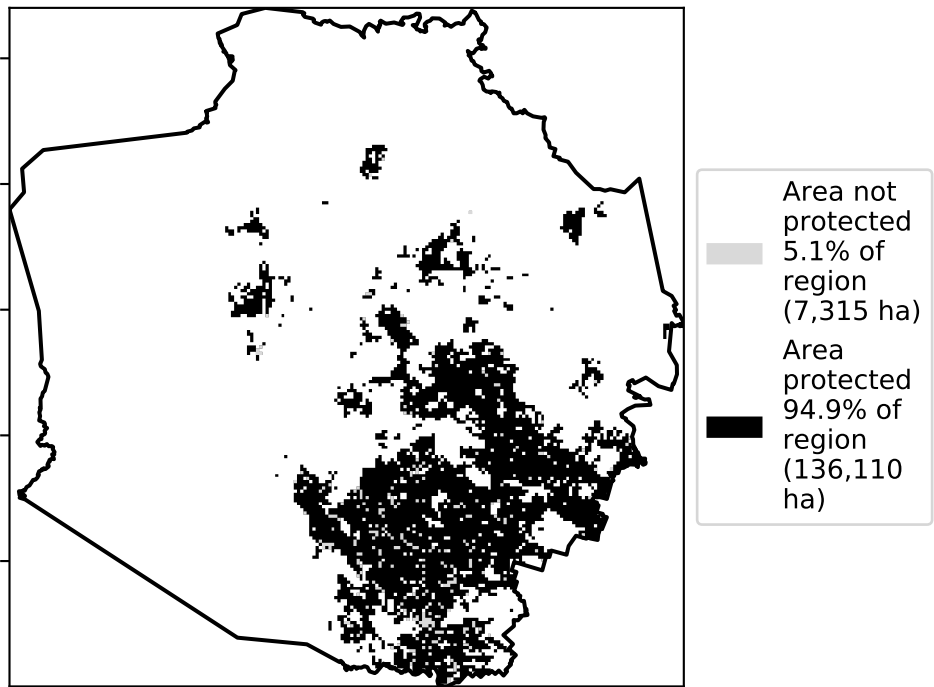 Area not
protected
5.1% of
region
(7,315 ha)
Area
protected
94.9% of
region
(136,110
ha)